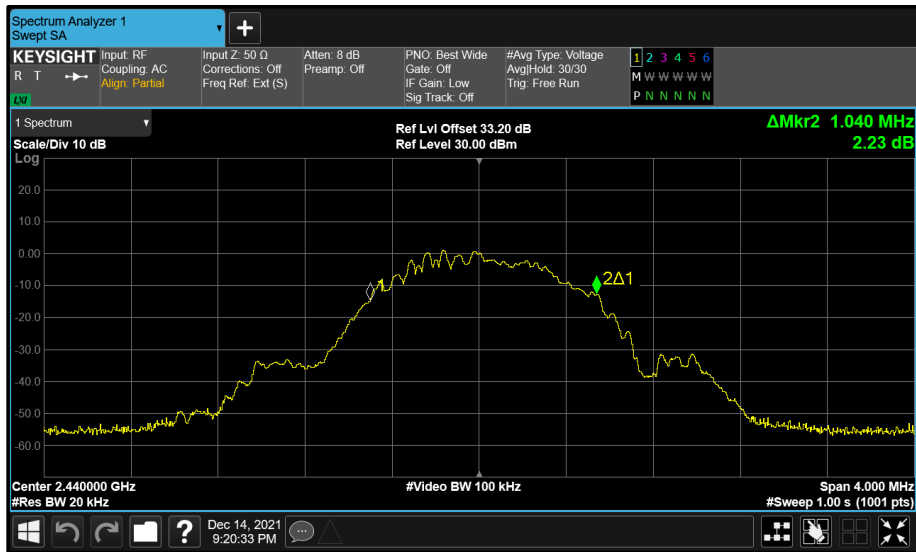 Spectrum Analyzer 1
Swept SA
+
KEYSIGHT
R T
LXI
Input: RF
Coupling: AC
Align: Partial
Input Z: 50 Ω
Corrections: Off
Freq Ref: Ext (S)
Atten: 8 dB
Preamp: Off
PNO: Best Wide
Gate: Off
IF Gain: Low
Sig Track: Off
#Avg Type: Voltage
Avg|Hold: 30/30
Trig: Free Run
1 2 3 4 5 6
M W W W W W
P N N N N N
1 Spectrum
Scale/Div 10 dB
Ref Lvl Offset 33.20 dB
Ref Level 30.00 dBm
ΔMkr2 1.040 MHz
2.23 dB
Log
20.0
10.0
0.00
-10.0
-20.0
-30.0
-40.0
-50.0
-60.0
1
2Δ1
Center 2.440000 GHz
#Video BW 100 kHz
Span 4.000 MHz
#Res BW 20 kHz
#Sweep 1.00 s (1001 pts)
?
Dec 14, 2021
9:20:33 PM